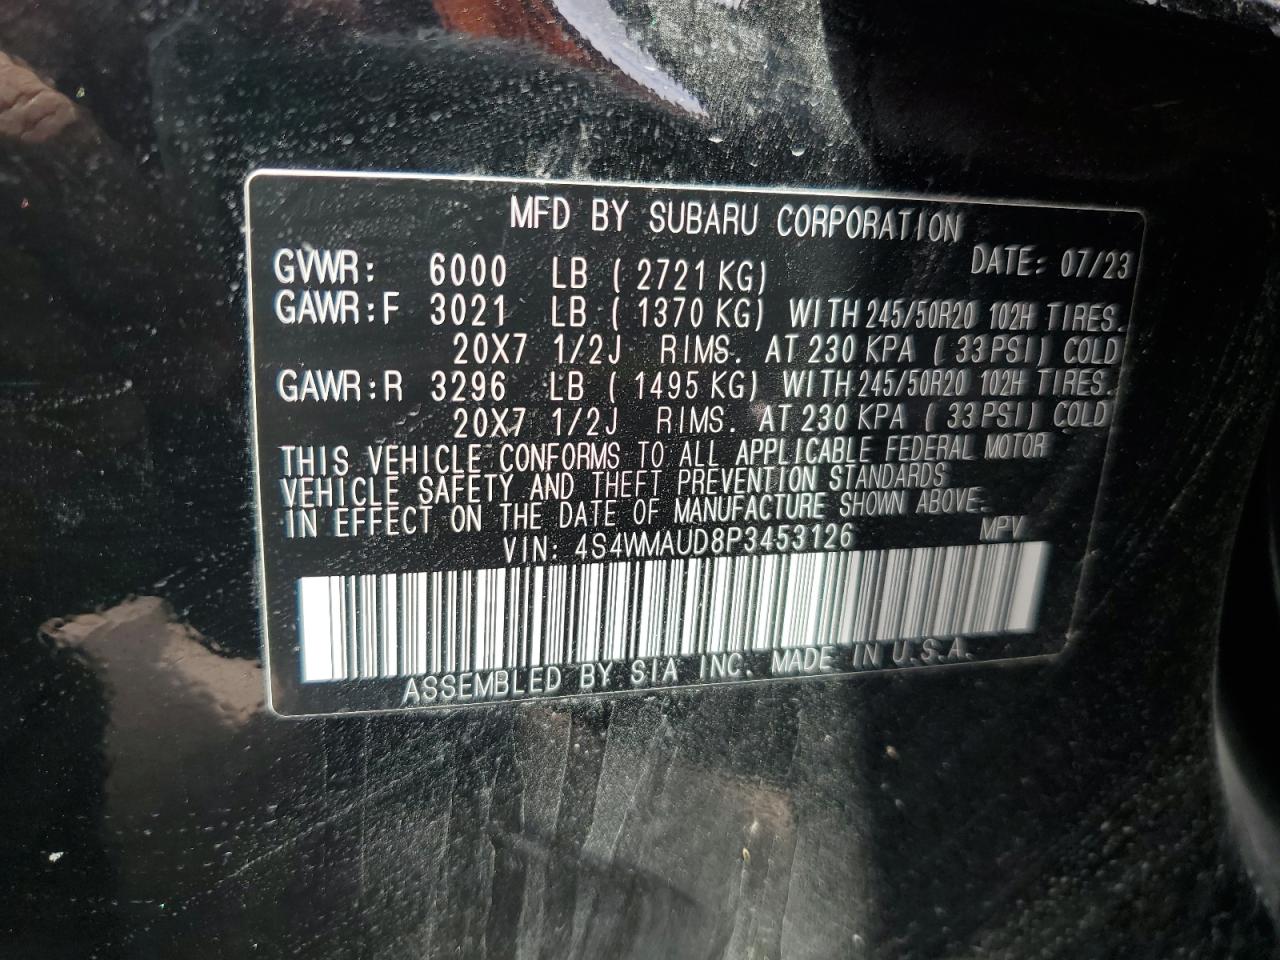 MFD BY SUBARU CORPORATION
DATE: 07/23
GVWR: 6000 LB ( 2721 KG)
GAWR:F 3021 LB ( 1370 KG) WITH 245/50R20 102H TIRES.
20X7 1/2J RIMS. AT 230 KPA ( 33 PSI) COLD
GAWR:R 3296 LB ( 1495 KG) WITH 245/50R20 102H TIRES.
20X7 1/2J RIMS. AT 230 KPA ( 33 PSI) COLD
THIS VEHICLE CONFORMS TO ALL APPLICABLE FEDERAL MOTOR
VEHICLE SAFETY AND THEFT PREVENTION STANDARDS
IN EFFECT ON THE DATE OF MANUFACTURE SHOWN ABOVE.
VIN: 4S4WMAUD8P3453126 MPV
ASSEMBLED BY SIA INC. MADE IN U.S.A.